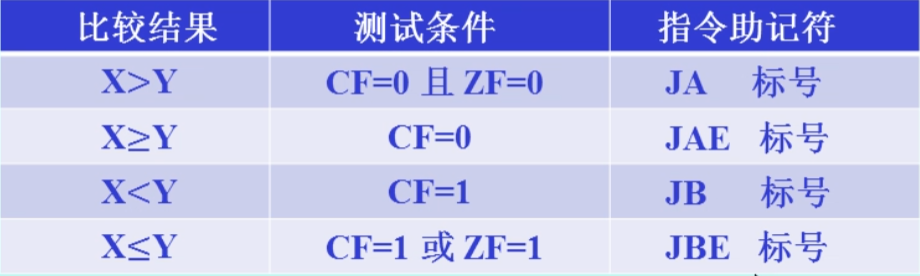 比较结果 测试条件 指令助记符
X>Y CF=0 且 ZF=0 JA 标号
X≥Y CF=0 JAE 标号
X<Y CF=1 JB 标号
X≤Y CF=1 或 ZF=1 JBE 标号